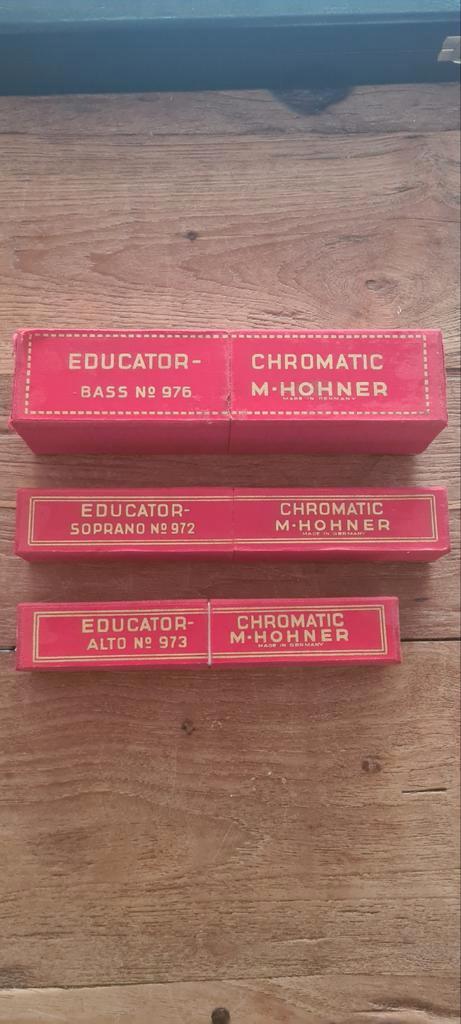 EDUCATOR-
BASS Nº 976
CHROMATIC
M·HOHNER
MADE IN GERMANY
EDUCATOR-
SOPRANO Nº 972
CHROMATIC
M·HOHNER
MADE IN GERMANY
EDUCATOR-
ALTO Nº 973
CHROMATIC
M·HOHNER
MADE IN GERMANY